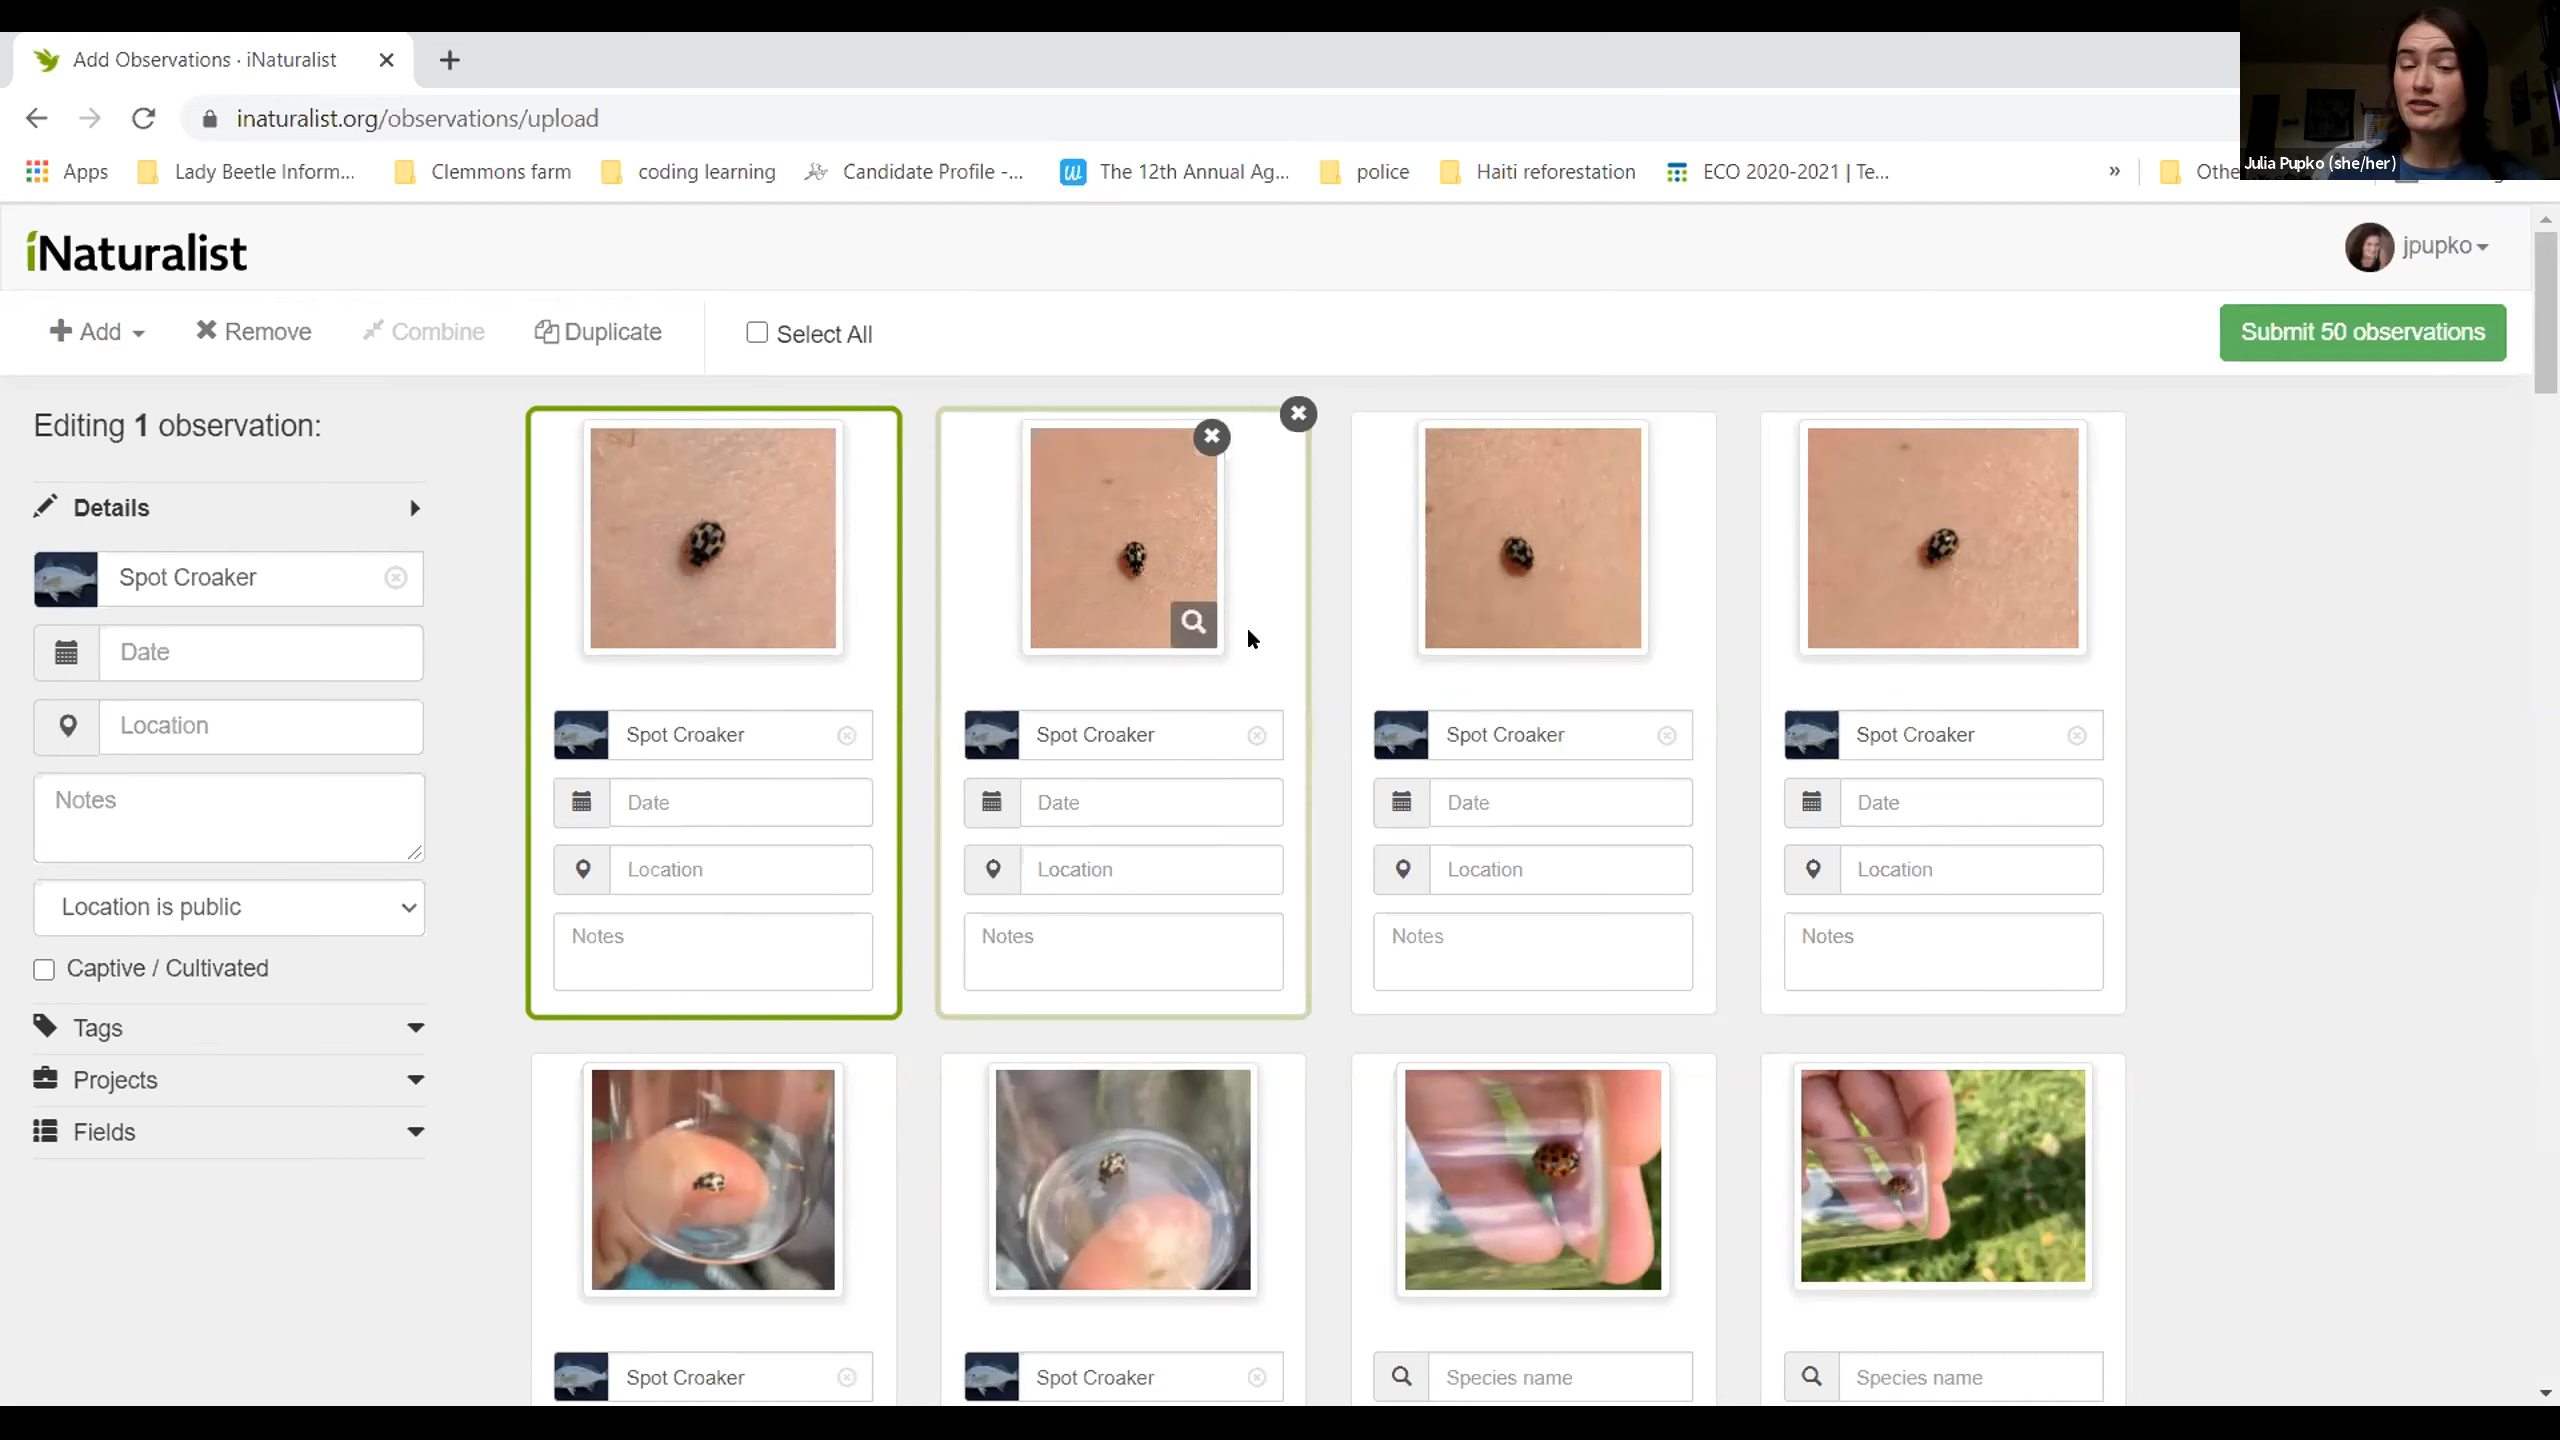 Add Observations · iNaturalist
inaturalist.org/observations/upload
Apps Lady Beetle Inform... Clemmons farm coding learning Candidate Profile -... The 12th Annual Ag... police Haiti reforestation ECO 2020-2021 | Te... » Othe
Julia Pupko (she/her)
iNaturalist
jpupko
Add Remove Combine Duplicate Select All Submit 50 observations
Editing 1 observation:
Details
Spot Croaker
Date
Location
Notes
Location is public
Captive / Cultivated
Tags
Projects
Fields
Spot Croaker Spot Croaker Spot Croaker Spot Croaker
Date Date Date Date
Location Location Location Location
Notes Notes Notes Notes
Spot Croaker Spot Croaker Species name Species name